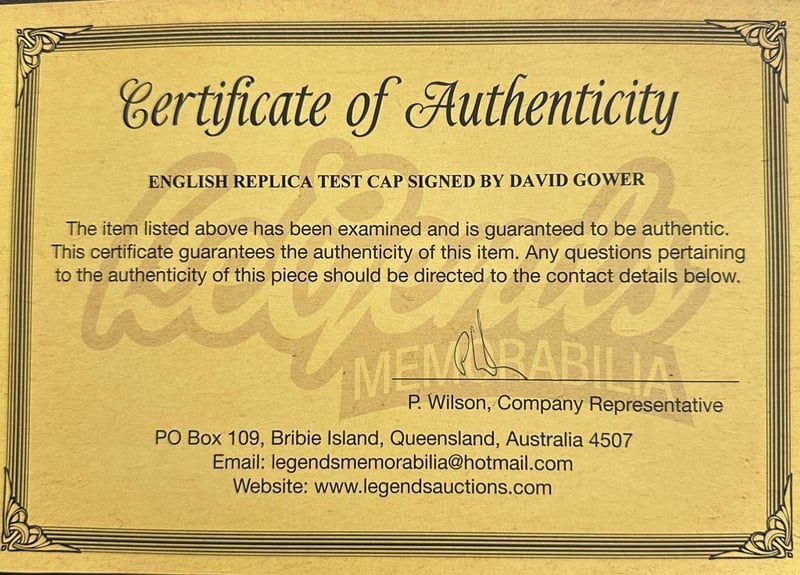 Certificate of Authenticity
ENGLISH REPLICA TEST CAP SIGNED BY DAVID GOWER
The item listed above has been examined and is guaranteed to be authentic.
This certificate guarantees the authenticity of this item. Any questions pertaining
to the authenticity of this piece should be directed to the contact details below.
Legends
MEMORABILIA
P. Wilson, Company Representative
PO Box 109, Bribie Island, Queensland, Australia 4507
Email: legendsmemorabilia@hotmail.com
Website: www.legendsauctions.com